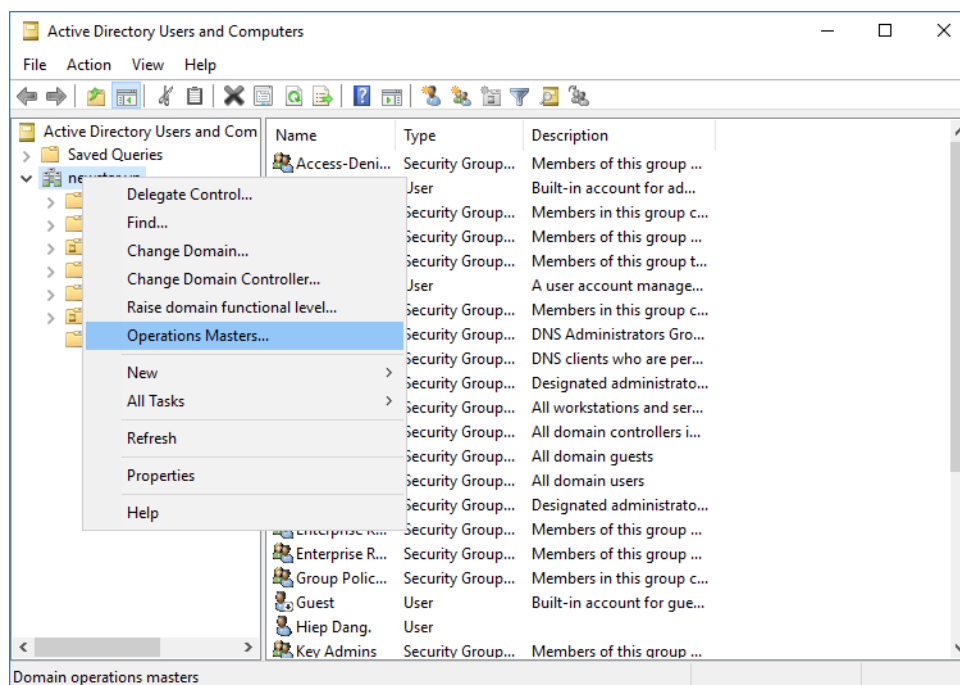 Active Directory Users and Computers
File Action View Help
Active Directory Users and Com
Saved Queries
Name Type Description
Access-Deni... Security Group... Members of this group ...
User Built-in account for ad...
Security Group... Members in this group c...
Security Group... Members of this group ...
Security Group... Members of this group t...
User A user account manage...
Security Group... Members in this group c...
Security Group... DNS Administrators Gro...
Security Group... DNS clients who are per...
Security Group... Designated administrato...
Security Group... All workstations and ser...
Security Group... All domain controllers i...
Security Group... All domain guests
Security Group... All domain users
Security Group... Designated administrato...
Enterprise R... Security Group... Members of this group ...
Enterprise R... Security Group... Members of this group ...
Group Polic... Security Group... Members in this group c...
Guest User Built-in account for gue...
Hiep Dang. User
Key Admins Security Group... Members of this group ...
Delegate Control...
Find...
Change Domain...
Change Domain Controller...
Raise domain functional level...
Operations Masters...
New
All Tasks
Refresh
Properties
Help
Domain operations masters